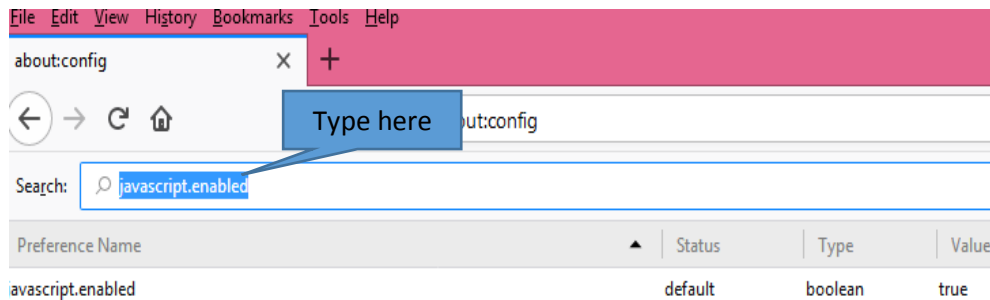 File Edit View History Bookmarks Tools Help
about:config
Type here
out:config
Search: javascript.enabled
Preference Name Status Type Value
javascript.enabled default boolean true